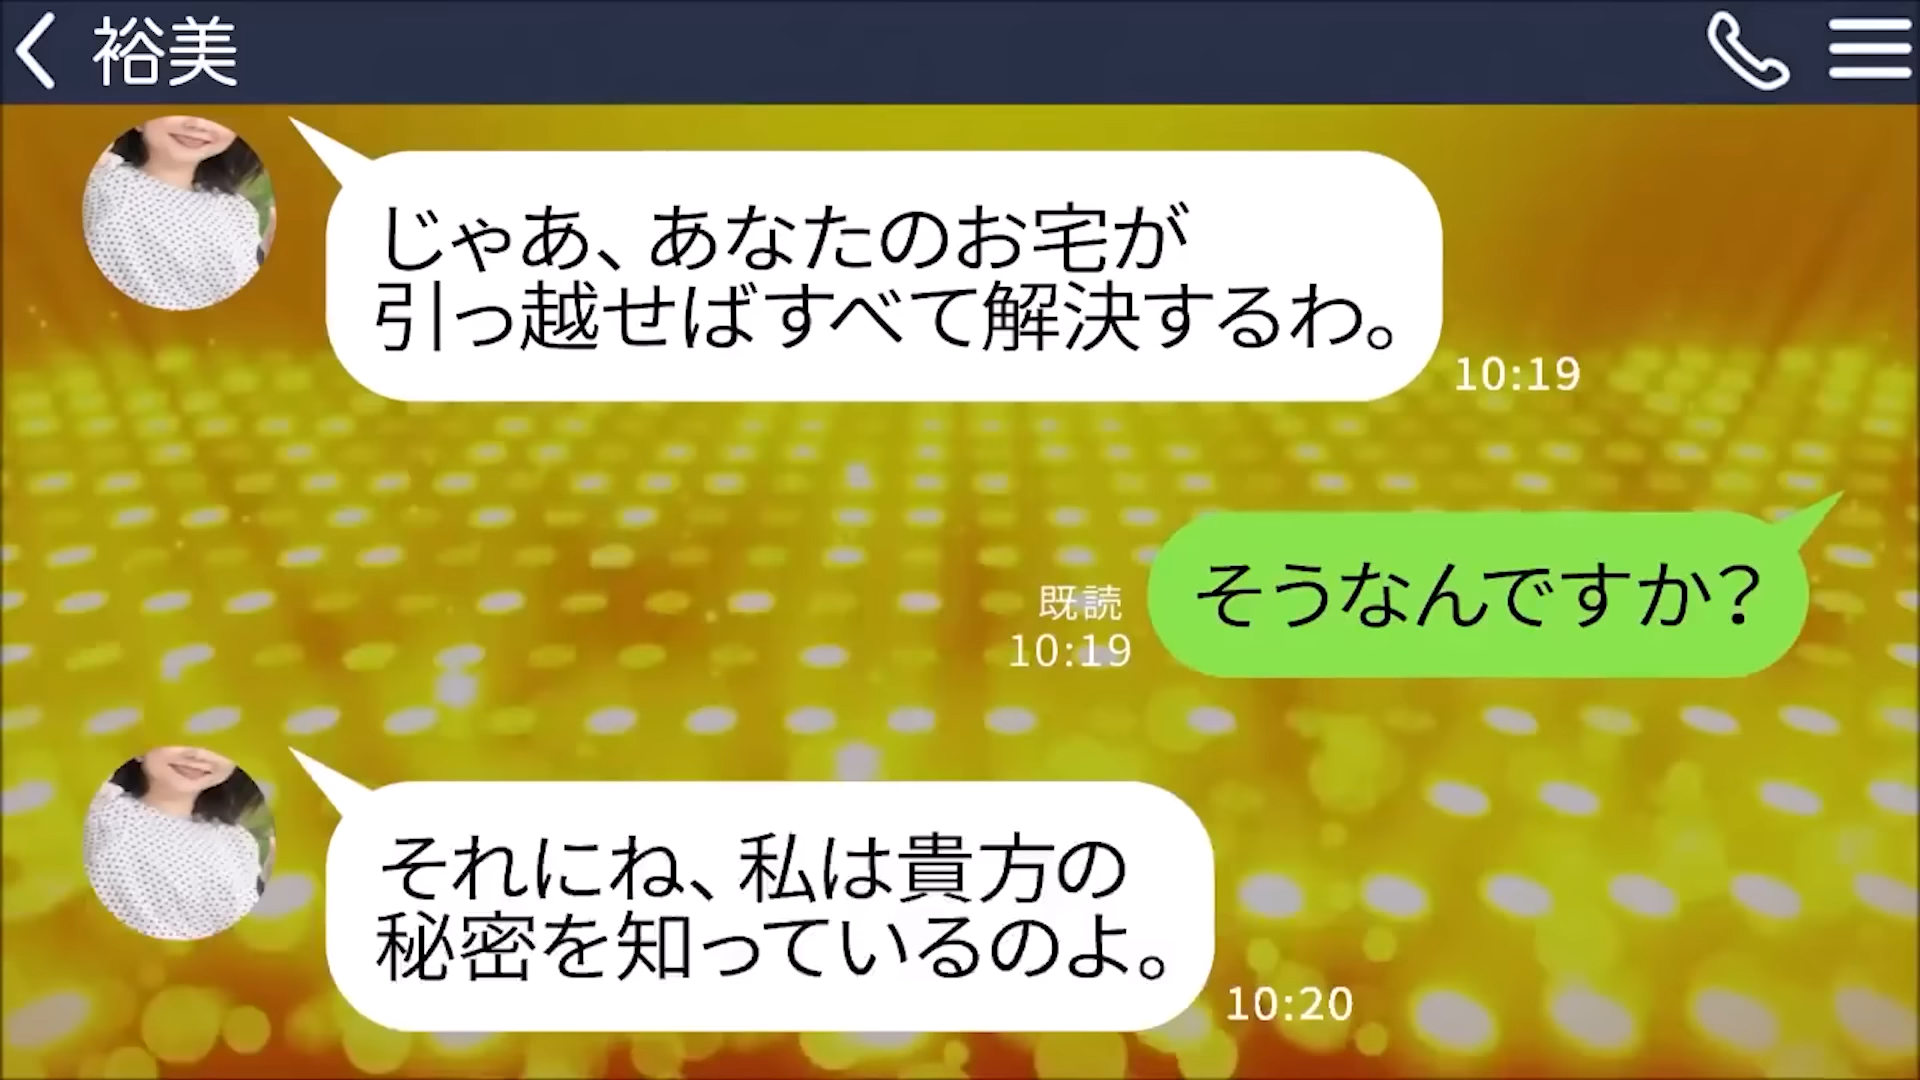 裕美
じゃあ、あなたのお宅が
引っ越せばすべて解決するわ。
10:19
そうなんですか？
既読
10:19
それにね、私は貴方の
秘密を知っているのよ。
10:20